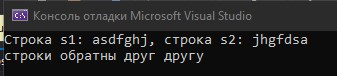 Консоль отладки Microsoft Visual Studio
Строка s1: asdfghj, строка s2: jhgfdsa
строки обратны друг другу